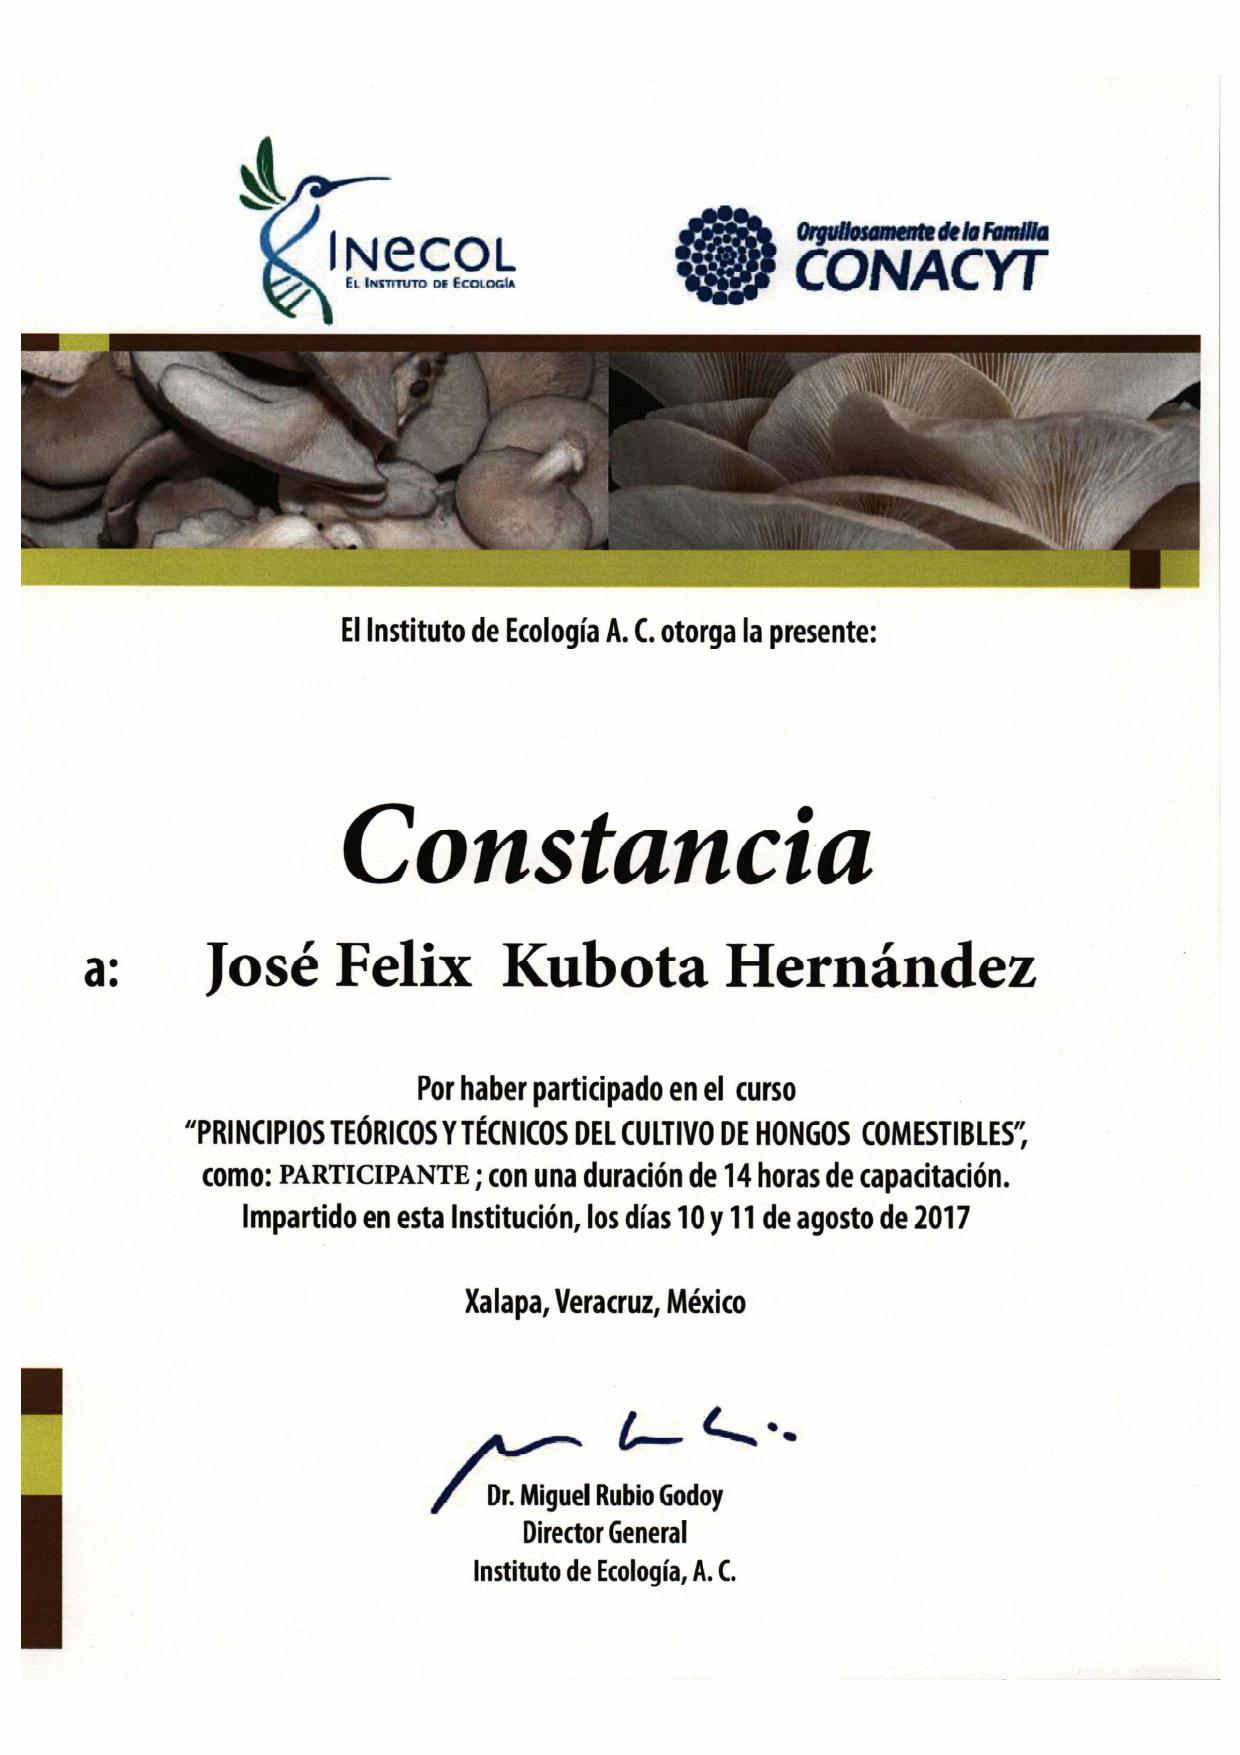 INECOL
EL INSTITUTO DE ECOLOGÍA
Orgullosamente de la Familia
CONACYT
El Instituto de Ecología A. C. otorga la presente:
Constancia
a: José Felix Kubota Hernández
Por haber participado en el curso
“PRINCIPIOS TEÓRICOS Y TÉCNICOS DEL CULTIVO DE HONGOS COMESTIBLES”,
como: PARTICIPANTE ; con una duración de 14 horas de capacitación.
Impartido en esta Institución, los días 10 y 11 de agosto de 2017
Xalapa, Veracruz, México
Dr. Miguel Rubio Godoy
Director General
Instituto de Ecología, A. C.